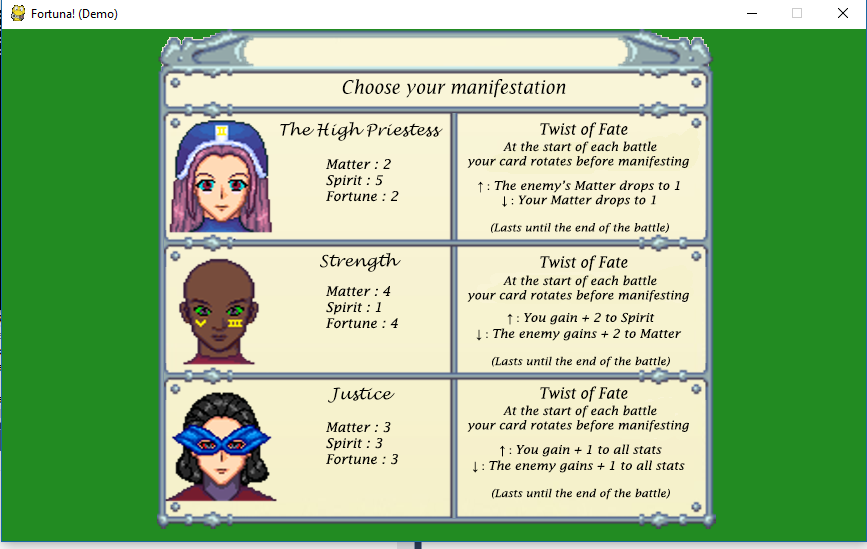 Fortuna! (Demo)
Choose your manifestation
The High Priestess
Matter : 2
Spirit : 5
Fortune : 2
Twist of Fate
At the start of each battle
your card rotates before manifesting
↑ : The enemy's Matter drops to 1
↓ : Your Matter drops to 1
(Lasts until the end of the battle)
Strength
Matter : 4
Spirit : 1
Fortune : 4
Twist of Fate
At the start of each battle
your card rotates before manifesting
↑ : You gain + 2 to Spirit
↓ : The enemy gains + 2 to Matter
(Lasts until the end of the battle)
Justice
Matter : 3
Spirit : 3
Fortune : 3
Twist of Fate
At the start of each battle
your card rotates before manifesting
↑ : You gain + 1 to all stats
↓ : The enemy gains + 1 to all stats
(Lasts until the end of the battle)